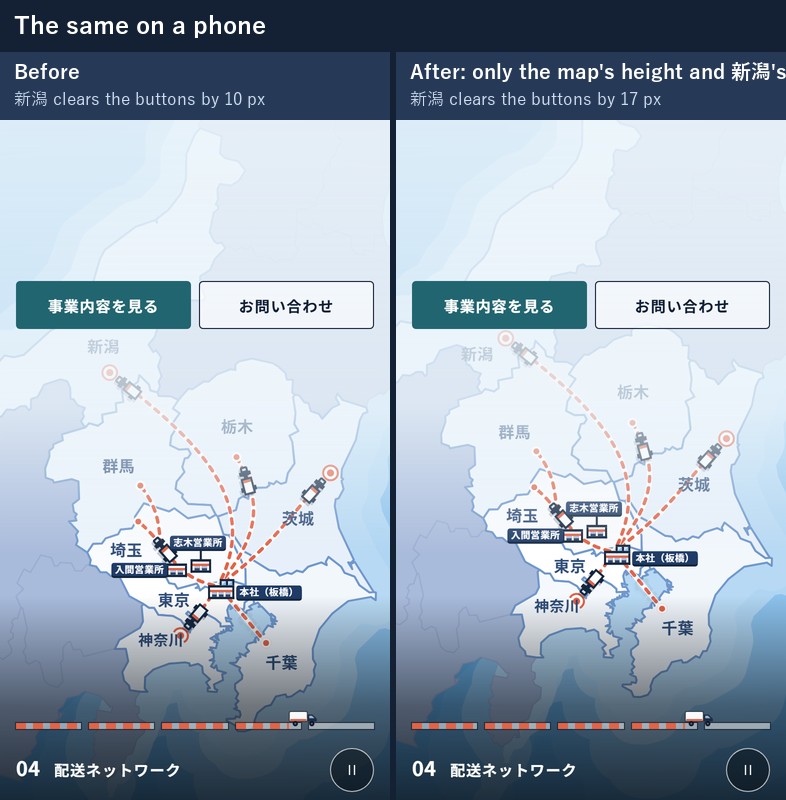 The same on a phone
Before
新潟 clears the buttons by 10 px
After: only the map's height and 新潟's
新潟 clears the buttons by 17 px
事業内容を見る
お問い合わせ
新潟
栃木
群馬
茨城
埼玉
志木営業所
入間営業所
東京
本社（板橋）
神奈川
千葉
04 配送ネットワーク
事業内容を見る
お問い合わせ
新潟
栃木
群馬
茨城
埼玉
志木営業所
入間営業所
東京
本社（板橋）
神奈川
千葉
04 配送ネットワーク